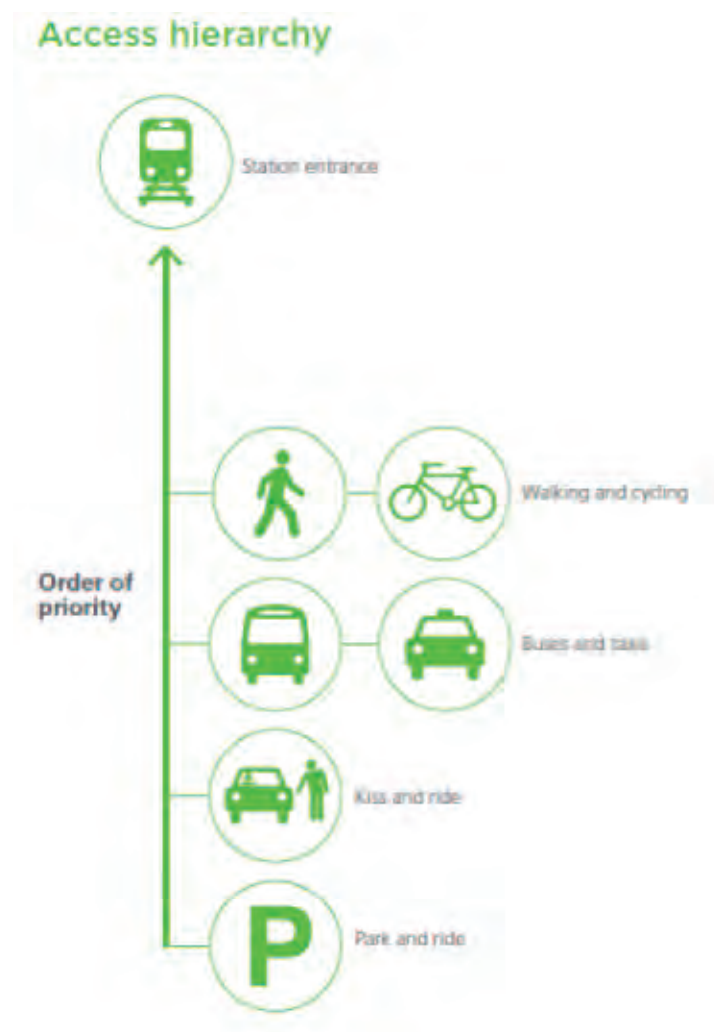 Access hierarchy
Station entrance
Walking and cycling
Order of
priority
Buses and taxis
Kiss and ride
P
Park and ride